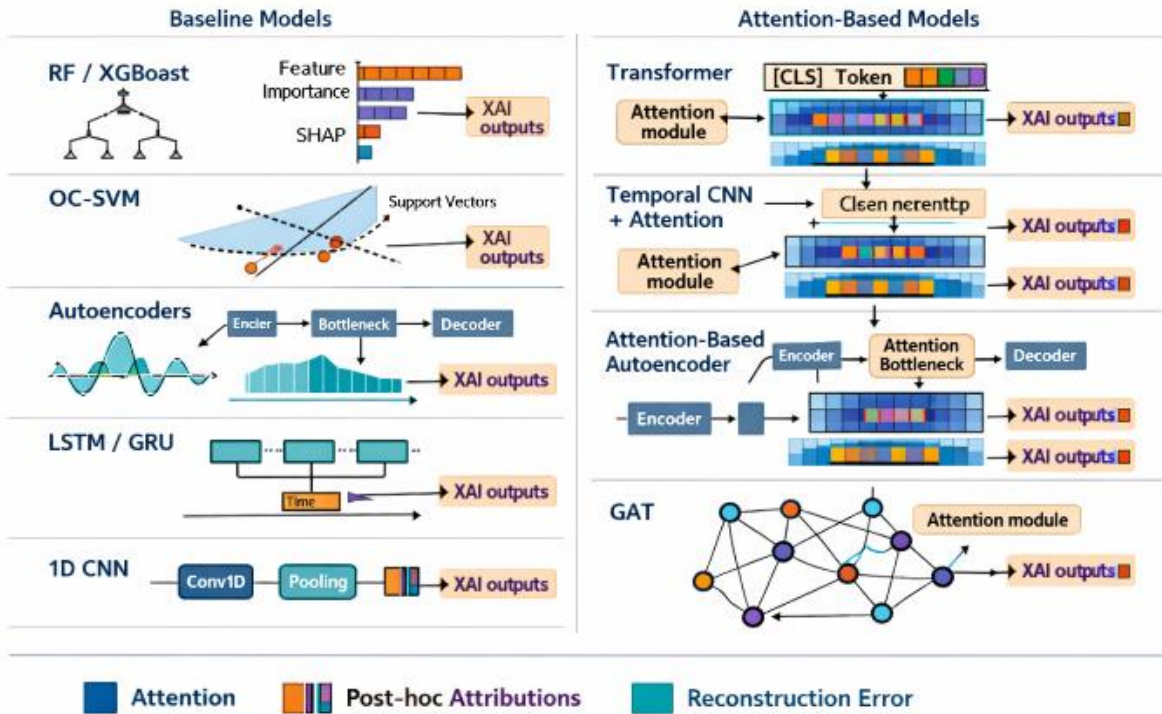 Baseline Models
RF / XGBoast
Feature
Importance
SHAP
XAI
outputs
OC-SVM
Support Vectors
XAI
outputs
Autoencoders
Encler
Bottleneck
Decoder
XAI outputs
LSTM / GRU
Time
XAI outputs
1D CNN
Conv1D
Pooling
XAI outputs
Attention-Based Models
Transformer
[CLS] Token
Attention
module
XAI outputs
Temporal CNN
+ Attention
+
XAI outputs
Attention
module
XAI outputs
Attention-Based
Autoencoder
Encoder
Attention
Bottleneck
Decoder
Encoder
XAI outputs
XAI outputs
GAT
Attention module
XAI outputs
Attention
Post-hoc Attributions
Reconstruction Error